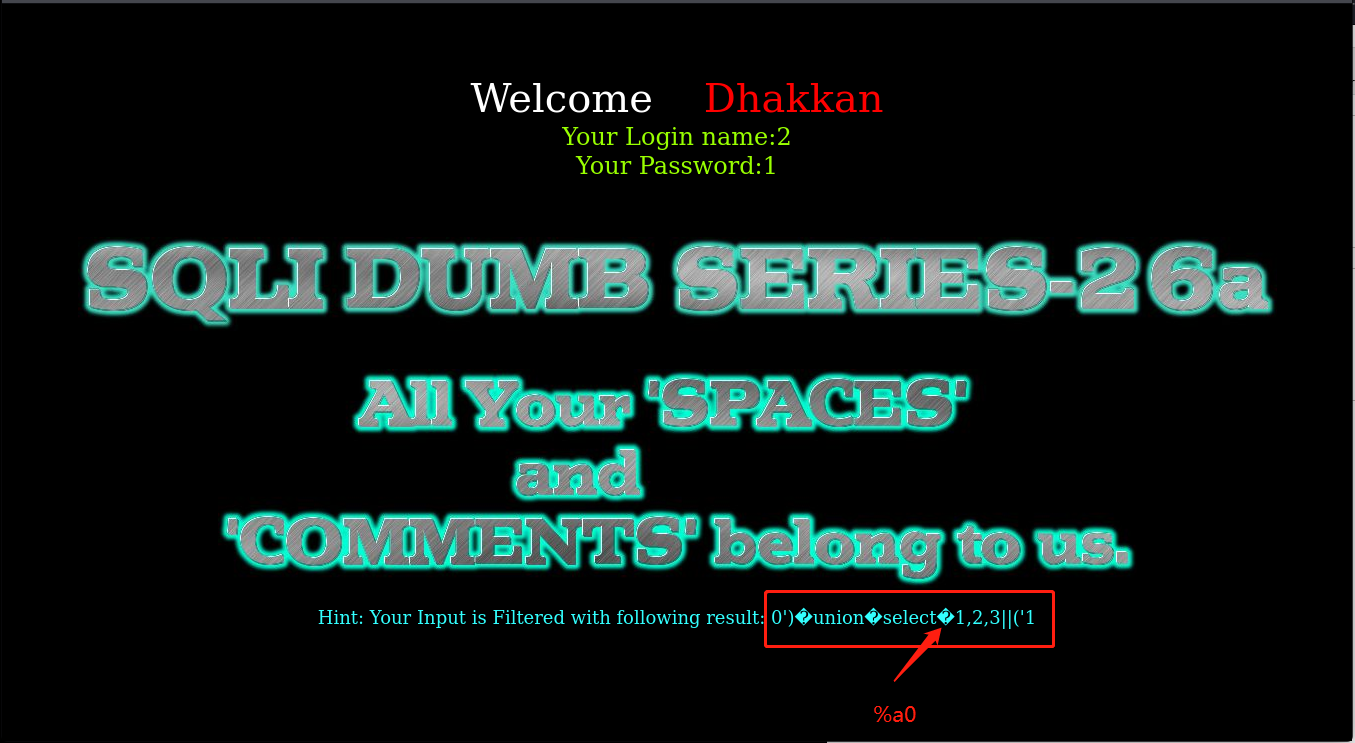 Welcome Dhakkan
Your Login name:2
Your Password:1
SQLI DUMB SERIES-26a
All Your 'SPACES'
and
'COMMENTS' belong to us.
Hint: Your Input is Filtered with following result: 0')�union�select�1,2,3||('1
%a0